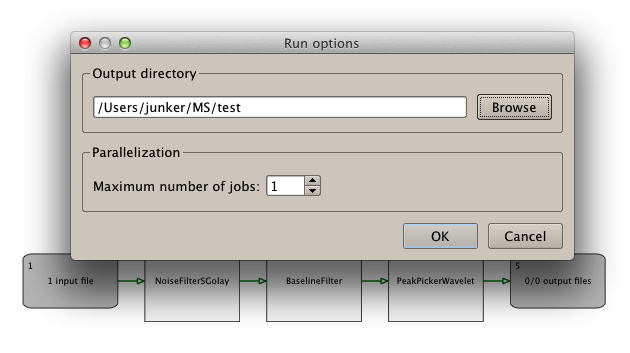 Run options
Output directory
/Users/junker/MS/test
Browse
Parallelization
Maximum number of jobs:
1
OK
Cancel
1
1 input file
NoiseFilterSGolay
BaselineFilter
PeakPickerWavelet
5
0/0 output files